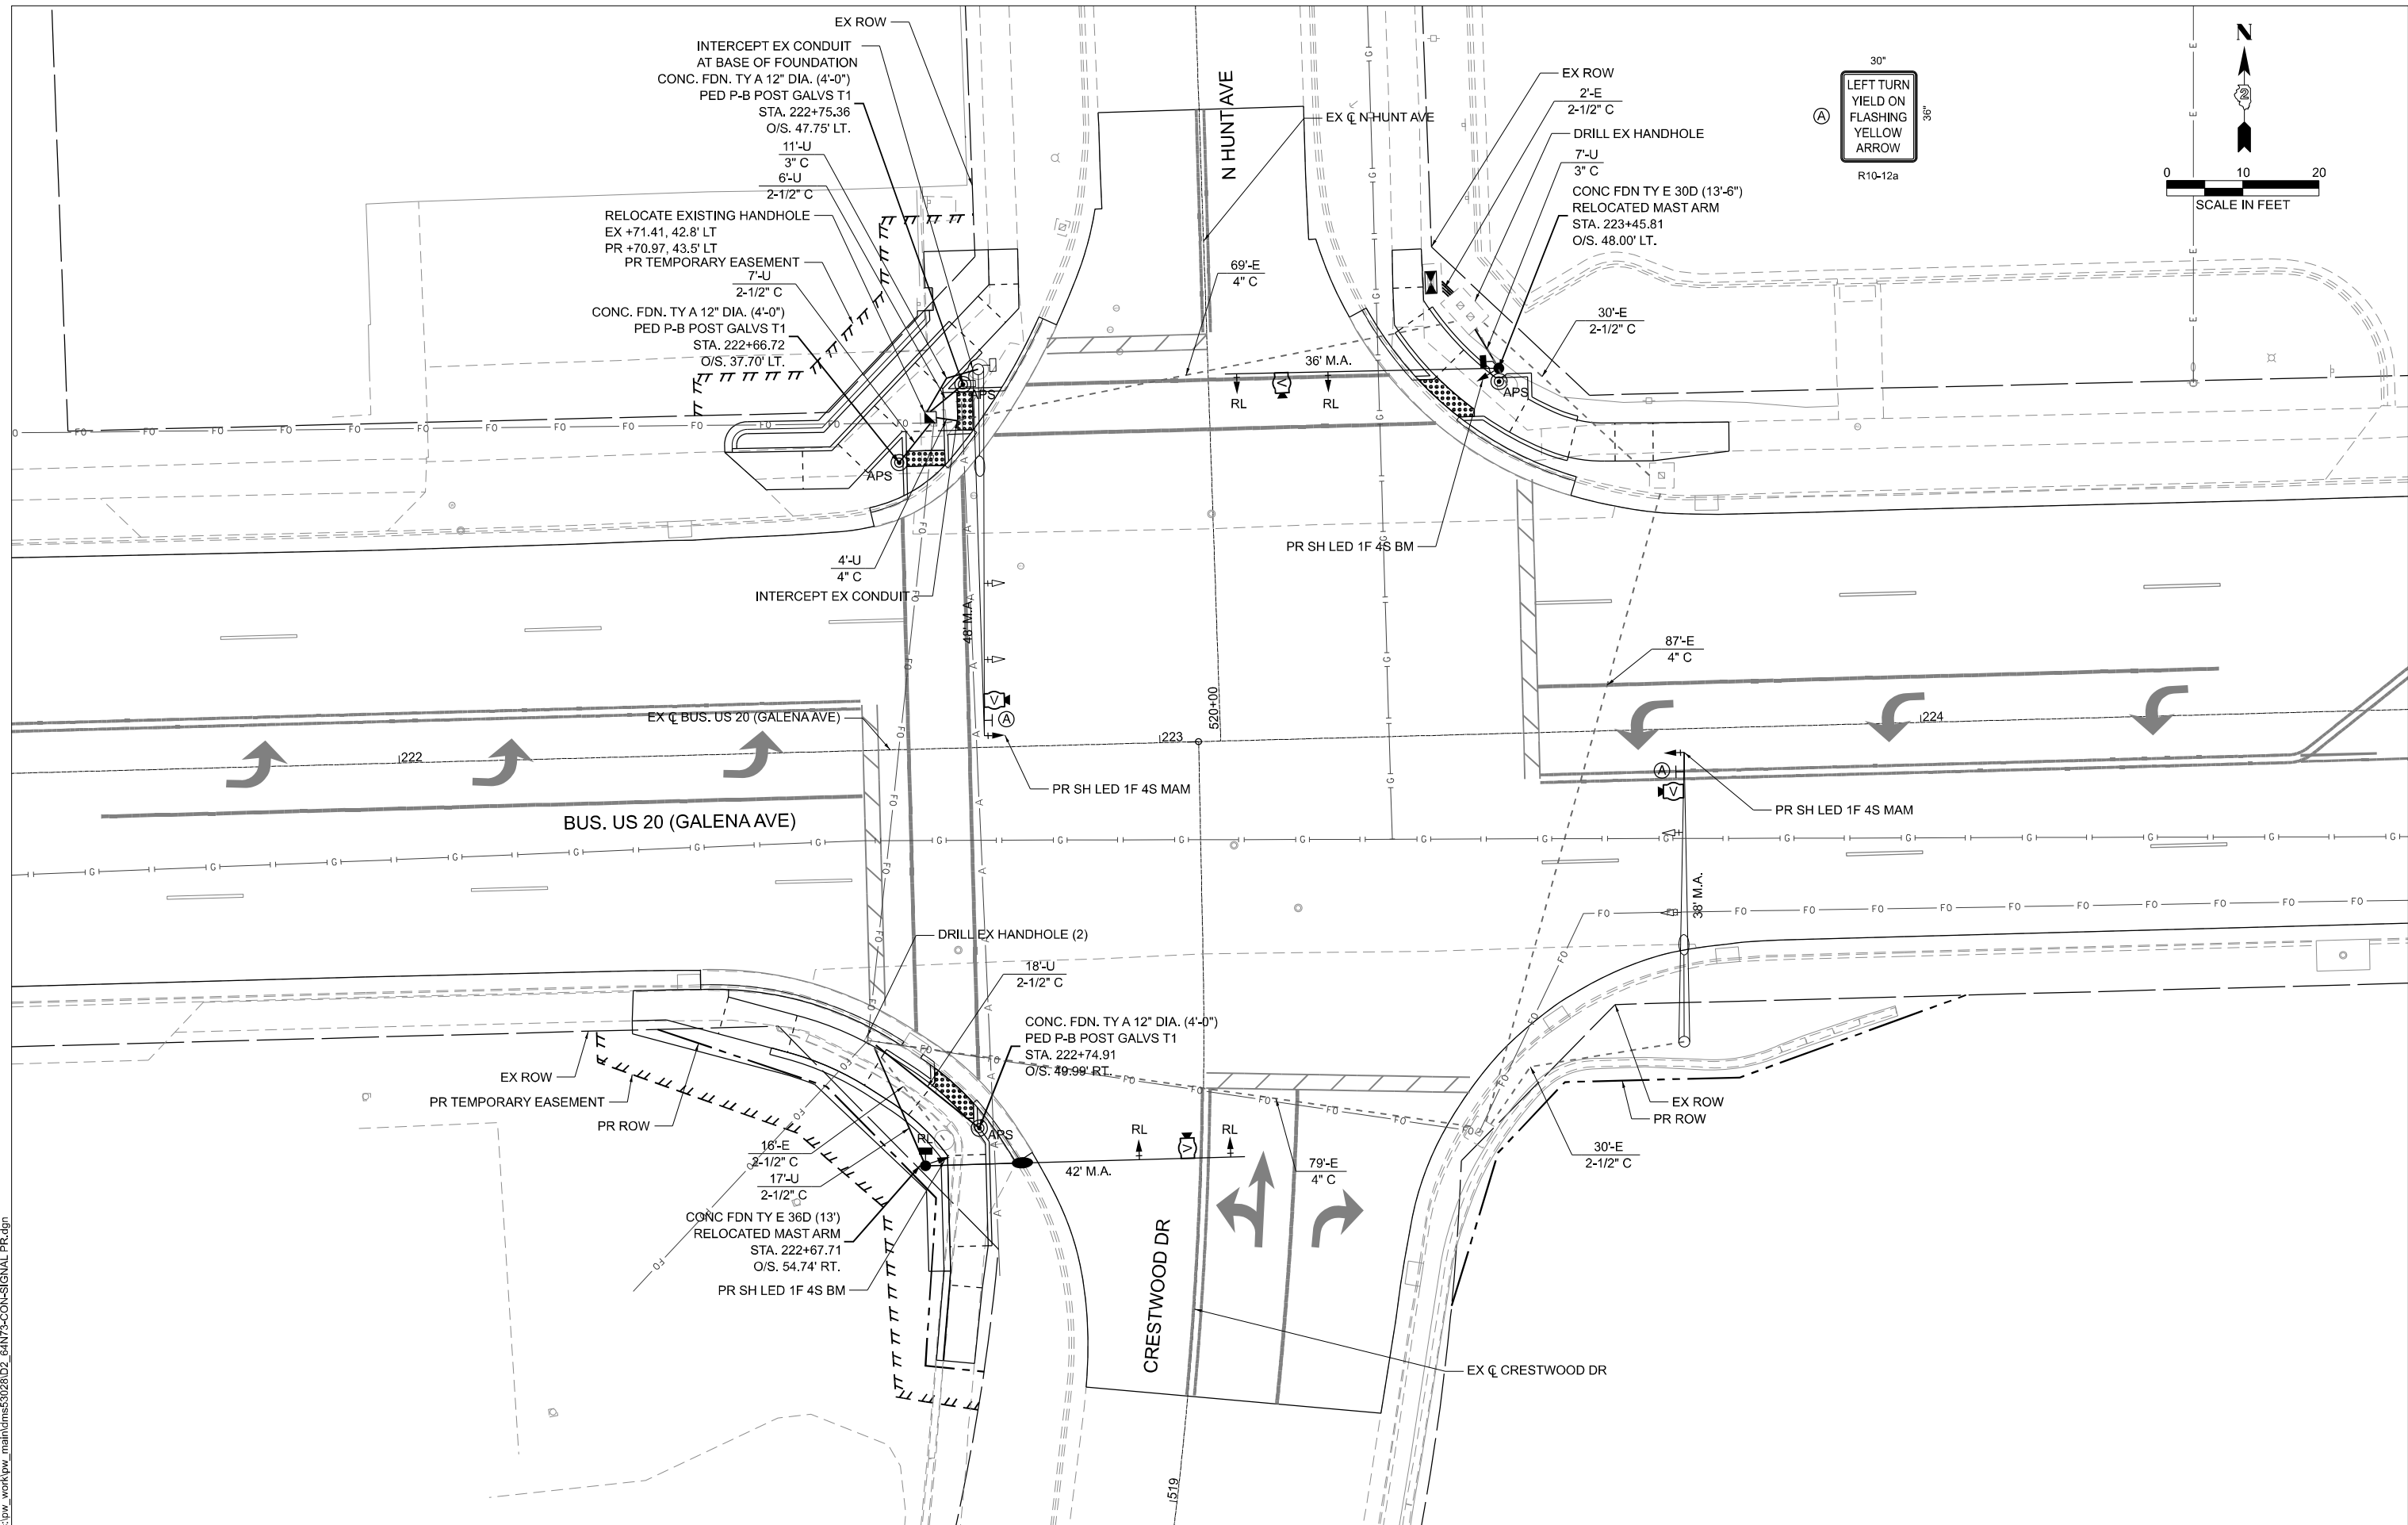 EX ROW
INTERCEPT EX CONDUIT
AT BASE OF FOUNDATION
CONC. FDN. TY A 12" DIA. (4'-0")
PED P-B POST GALVS T1
STA. 222+75.36
O/S. 47.75' LT.
11'-U
3" C
6'-U
2-1/2" C
RELOCATE EXISTING HANDHOLE
EX +71.41, 42.8' LT
PR +70.97, 43.5' LT
PR TEMPORARY EASEMENT
7'-U
2-1/2" C
CONC. FDN. TY A 12" DIA. (4'-0")
PED P-B POST GALVS T1
STA. 222+66.72
O/S. 37.70' LT.
APS
APS
4'-U
4" C
INTERCEPT EX CONDUIT
48' M.A.
N HUNT AVE
EX ℄ N HUNT AVE
69'-E
4" C
36' M.A.
RL
V
RL
EX ROW
2'-E
2-1/2" C
DRILL EX HANDHOLE
7'-U
3" C
CONC FDN TY E 30D (13'-6")
RELOCATED MAST ARM
STA. 223+45.81
O/S. 48.00' LT.
30'-E
2-1/2" C
APS
PR SH LED 1F 4S BM
A
30"
LEFT TURN
YIELD ON
FLASHING
YELLOW
ARROW
36"
R10-12a
N
2
0 10 20
SCALE IN FEET
87'-E
4" C
EX ℄ BUS. US 20 (GALENA AVE)
222
223
224
520+00
V
A
PR SH LED 1F 4S MAM
A
V
PR SH LED 1F 4S MAM
BUS. US 20 (GALENA AVE)
38' M.A.
DRILL EX HANDHOLE (2)
18'-U
2-1/2" C
CONC. FDN. TY A 12" DIA. (4'-0")
PED P-B POST GALVS T1
STA. 222+74.91
O/S. 49.99' RT.
EX ROW
PR TEMPORARY EASEMENT
PR ROW
16'-E
2-1/2" C
17'-U
2-1/2" C
RL
APS
CONC FDN TY E 36D (13')
RELOCATED MAST ARM
STA. 222+67.71
O/S. 54.74' RT.
PR SH LED 1F 4S BM
42' M.A.
RL
V
RL
79'-E
4" C
EX ROW
PR ROW
30'-E
2-1/2" C
CRESTWOOD DR
EX ℄ CRESTWOOD DR
519